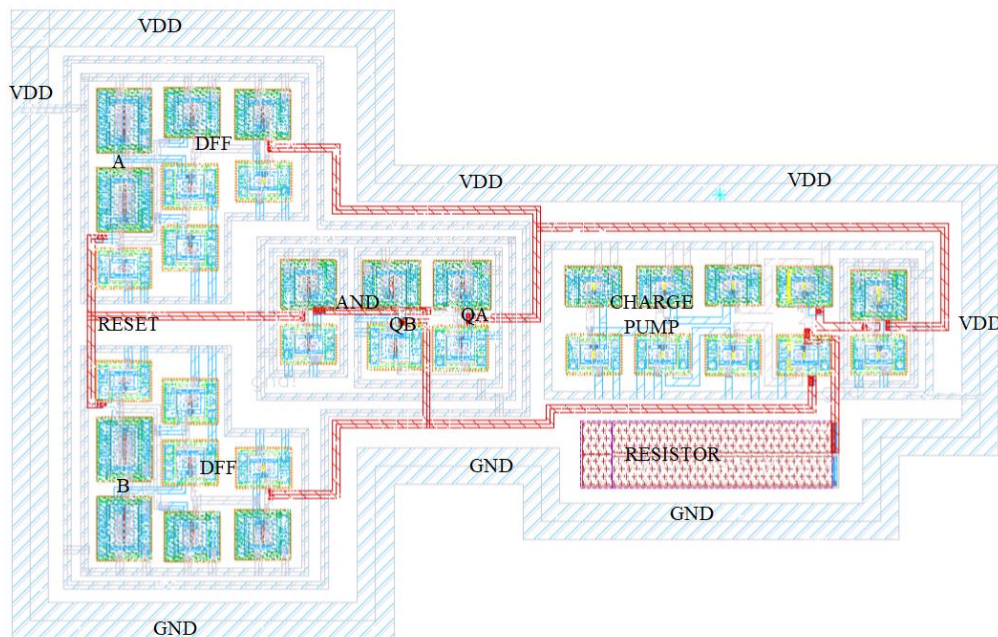 VDD
VDD
DFF
A
VDD
VDD
AND
QB
QA
CHARGE
PUMP
VDD
RESET
DFF
B
GND
RESISTOR
GND
GND